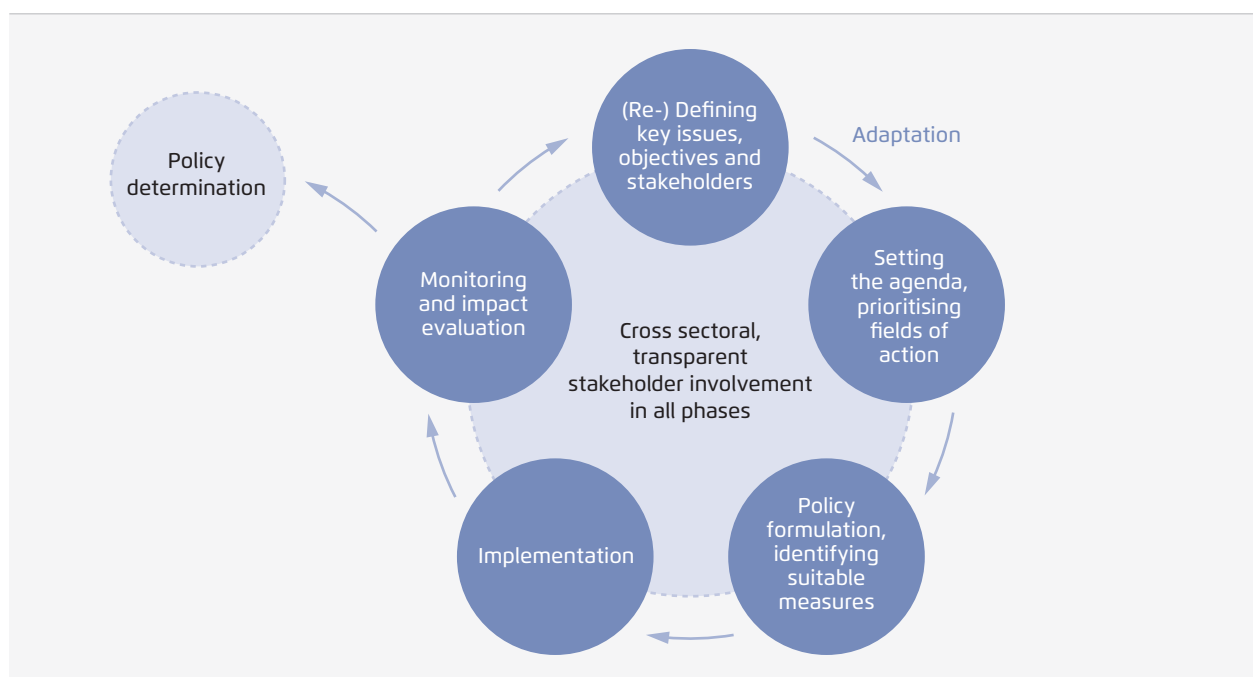 (Re-) Defining
key issues,
objectives and
stakeholders
Adaptation
Policy
determination
Setting
the agenda,
prioritising
fields of
action
Monitoring
and impact
evaluation
Cross sectoral,
transparent
stakeholder involvement
in all phases
Policy
formulation,
identifying
suitable
measures
Implementation